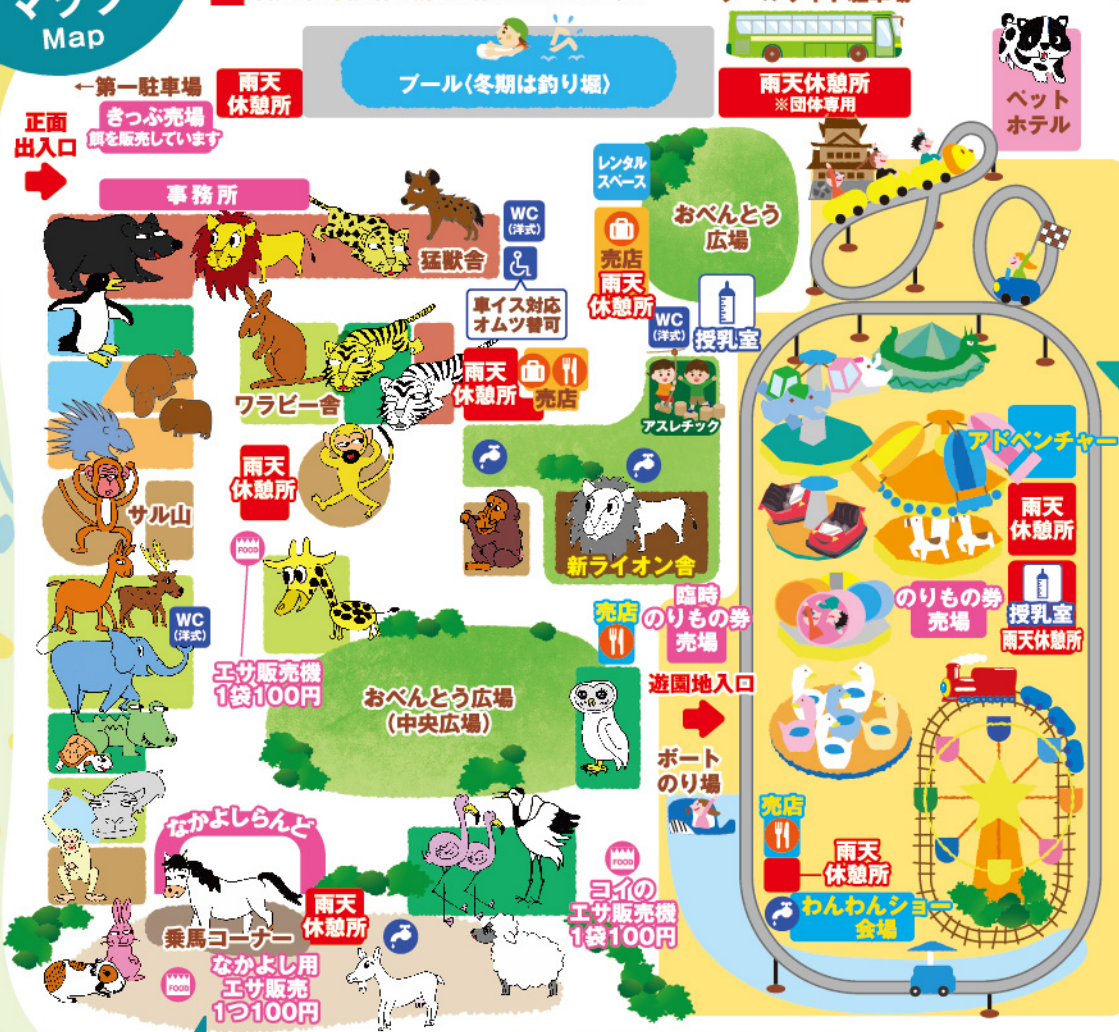 マップ
Map
←第一駐車場
雨天
休憩所
プール〈冬期は釣り堀〉
雨天休憩所
※団体専用
ペット
ホテル
きっぷ売場
餌を販売しています
正面
出入口
事務所
猛獣舎
WC
(洋式)
車イス対応
オムツ替可
レンタル
スペース
売店
雨天
休憩所
おべんとう
広場
WC
(洋式)
授乳室
アスレチック
ワラビー舎
雨天
休憩所
売店
雨天
休憩所
サル山
新ライオン舎
アドベンチャー
雨天
休憩所
のりもの券
売場
授乳室
雨天休憩所
FOOD
エサ販売機
1袋100円
WC
(洋式)
おべんとう広場
(中央広場)
売店
臨時
のりもの券
売場
遊園地入口
ボート
のり場
売店
雨天
休憩所
わんわんショー
会場
なかよしらんど
乗馬コーナー
雨天
休憩所
FOOD
なかよし用
エサ販売
1つ100円
FOOD
コイの
エサ販売機
1袋100円